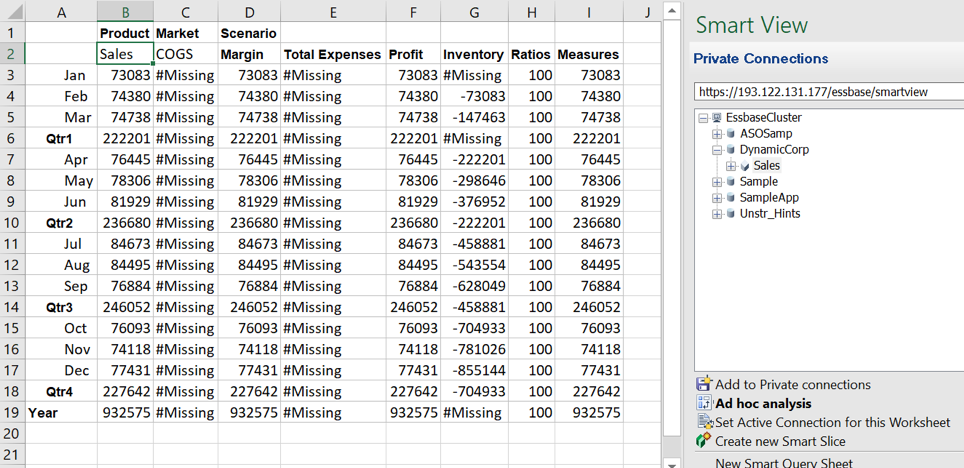 A B C D E F G H I J
1 Product Market Scenario
2 Sales COGS Margin Total Expenses Profit Inventory Ratios Measures
3 Jan 73083 #Missing 73083 #Missing 73083 #Missing 100 73083
4 Feb 74380 #Missing 74380 #Missing 74380 -73083 100 74380
5 Mar 74738 #Missing 74738 #Missing 74738 -147463 100 74738
6 Qtr1 222201 #Missing 222201 #Missing 222201 #Missing 100 222201
7 Apr 76445 #Missing 76445 #Missing 76445 -222201 100 76445
8 May 78306 #Missing 78306 #Missing 78306 -298646 100 78306
9 Jun 81929 #Missing 81929 #Missing 81929 -376952 100 81929
10 Qtr2 236680 #Missing 236680 #Missing 236680 -222201 100 236680
11 Jul 84673 #Missing 84673 #Missing 84673 -458881 100 84673
12 Aug 84495 #Missing 84495 #Missing 84495 -543554 100 84495
13 Sep 76884 #Missing 76884 #Missing 76884 -628049 100 76884
14 Qtr3 246052 #Missing 246052 #Missing 246052 -458881 100 246052
15 Oct 76093 #Missing 76093 #Missing 76093 -704933 100 76093
16 Nov 74118 #Missing 74118 #Missing 74118 -781026 100 74118
17 Dec 77431 #Missing 77431 #Missing 77431 -855144 100 77431
18 Qtr4 227642 #Missing 227642 #Missing 227642 -704933 100 227642
19 Year 932575 #Missing 932575 #Missing 932575 #Missing 100 932575
20
21
Smart View
Private Connections
https://193.122.131.177/essbase/smartview
EssbaseCluster
ASOSamp
DynamicCorp
Sales
Sample
SampleApp
Unstr_Hints
Add to Private connections
Ad hoc analysis
Set Active Connection for this Worksheet
Create new Smart Slice
New Smart Query Sheet